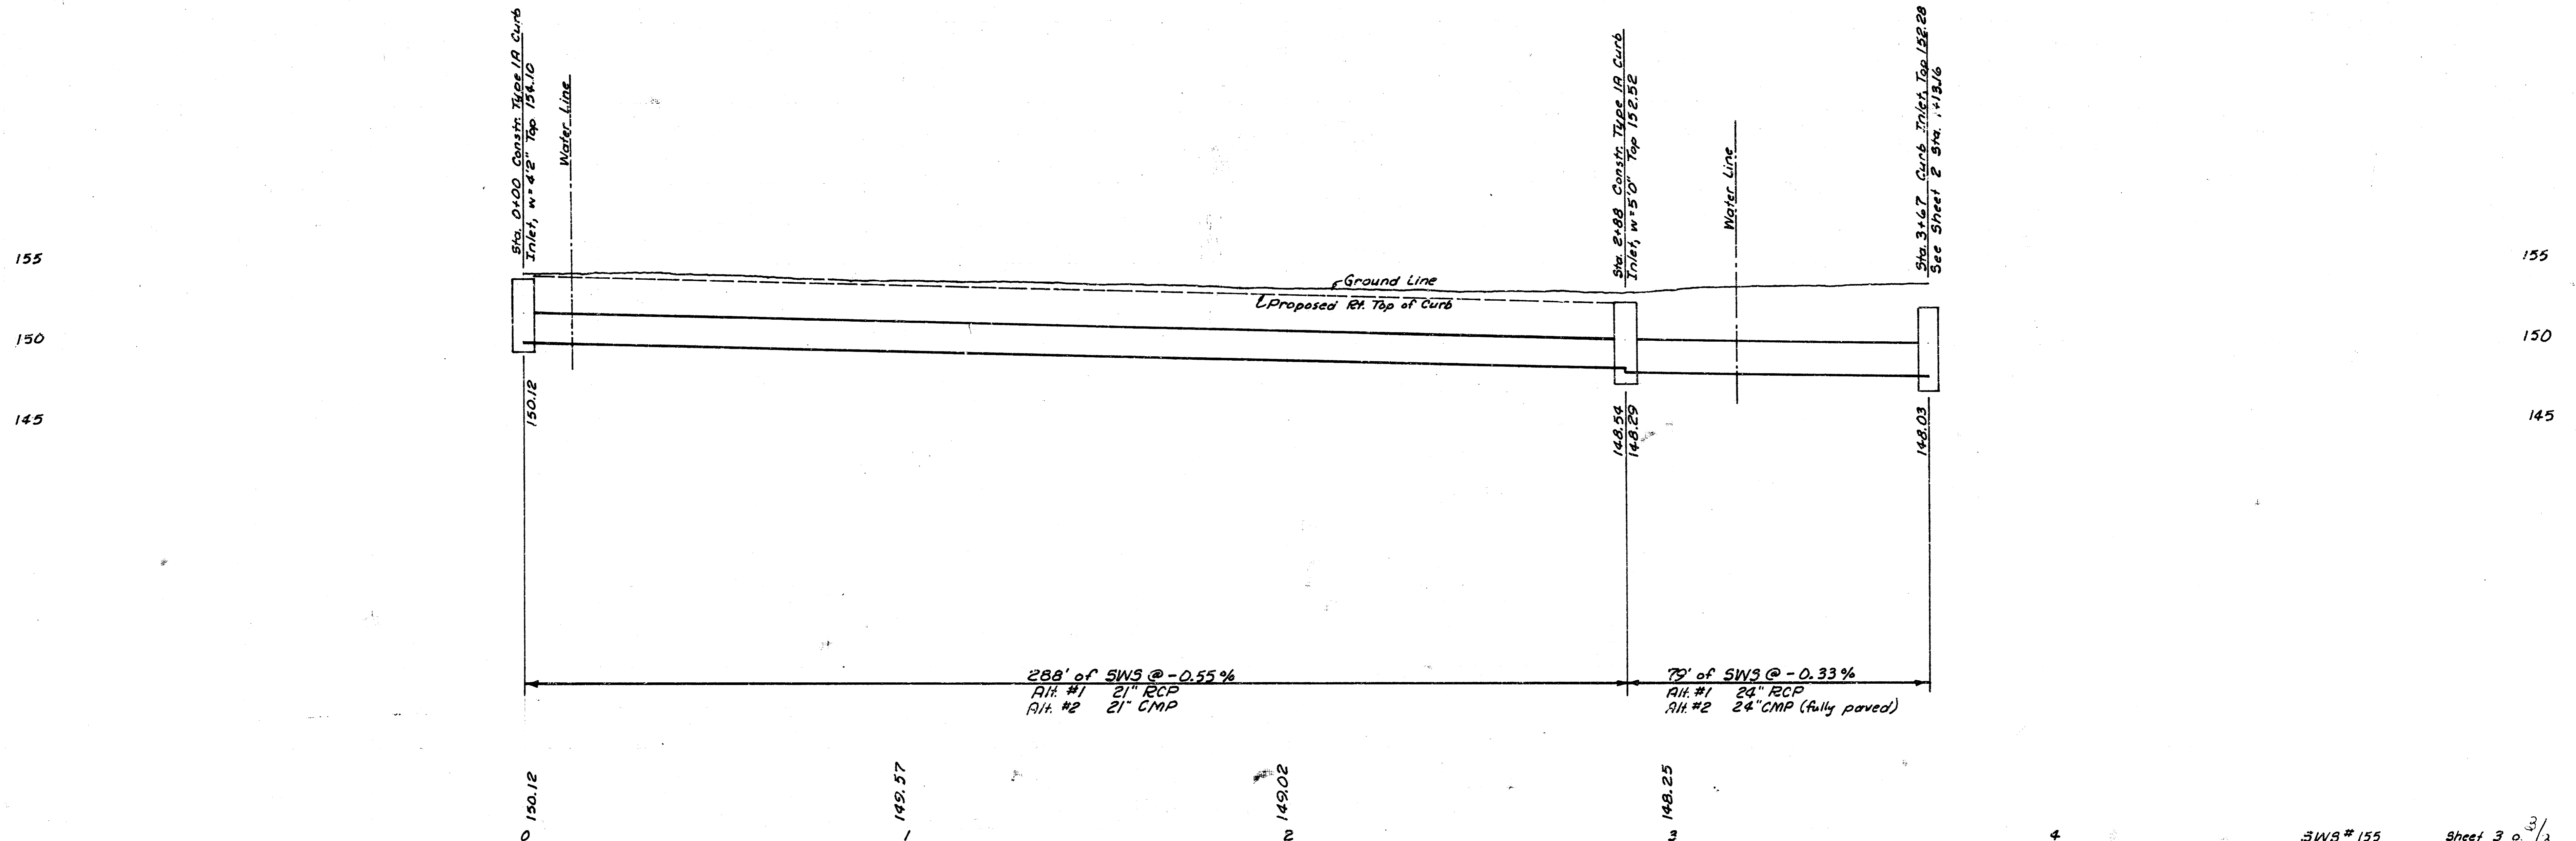 Sta. 0+00 Constr. Type 1A Curb
Inlet, w=4'2" Top 154.10
Water Line
Sta. 2+88 Constr. Type 1A Curb
Inlet, w=5'0" Top 152.52
Water Line
Sta. 3+67 Curb Inlet, Top 152.28
See Sheet 2 Sta. 1+13.16
155
155
Ground Line
Proposed Rt. Top of Curb
150
150
145
145
150.12
148.54
148.29
148.03
288' of SWS @ -0.55%
Alt. #1 21" RCP
Alt. #2 21" CMP
79' of SWS @ -0.33%
Alt. #1 24" RCP
Alt. #2 24" CMP (fully paved)
150.12
149.57
149.02
148.25
0
1
2
3
4
SWS # 155
Sheet 3